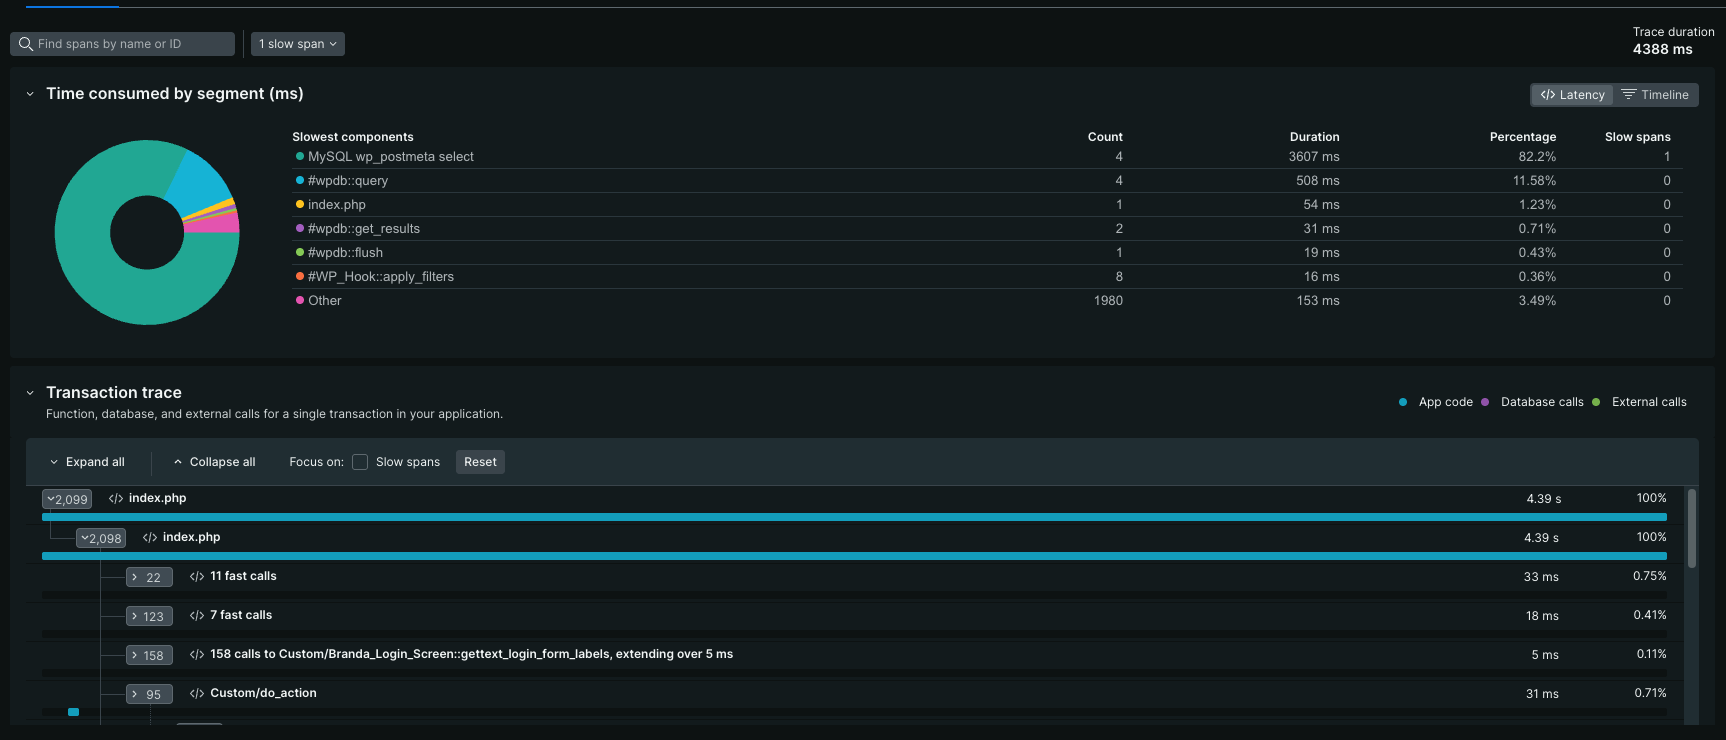 Find spans by name or ID
1 slow span
Trace duration
4388 ms
Time consumed by segment (ms)
</> Latency
Timeline
Slowest components Count Duration Percentage Slow spans
MySQL wp_postmeta select 4 3607 ms 82.2% 1
#wpdb::query 4 508 ms 11.58% 0
index.php 1 54 ms 1.23% 0
#wpdb::get_results 2 31 ms 0.71% 0
#wpdb::flush 1 19 ms 0.43% 0
#WP_Hook::apply_filters 8 16 ms 0.36% 0
Other 1980 153 ms 3.49% 0
Transaction trace
Function, database, and external calls for a single transaction in your application.
App code Database calls External calls
Expand all Collapse all Focus on: Slow spans Reset
2,099 </> index.php 4.39 s 100%
2,098 </> index.php 4.39 s 100%
22 </> 11 fast calls 33 ms 0.75%
123 </> 7 fast calls 18 ms 0.41%
158 </> 158 calls to Custom/Branda_Login_Screen::gettext_login_form_labels, extending over 5 ms 5 ms 0.11%
95 </> Custom/do_action 31 ms 0.71%